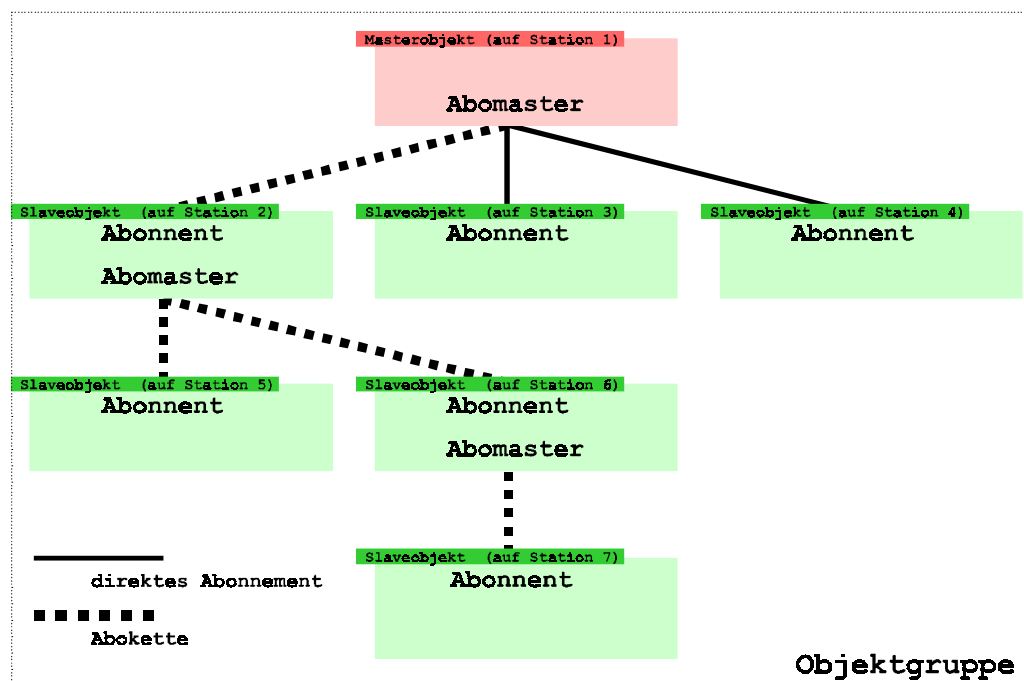 Masterobjekt (auf Station 1)
Abomaster
Slaveobjekt (auf Station 2)
Abonnent
Abomaster
Slaveobjekt (auf Station 3)
Abonnent
Slaveobjekt (auf Station 4)
Abonnent
Slaveobjekt (auf Station 5)
Abonnent
Slaveobjekt (auf Station 6)
Abonnent
Abomaster
Slaveobjekt (auf Station 7)
Abonnent
direktes Abonnement
Abokette
Objektgruppe